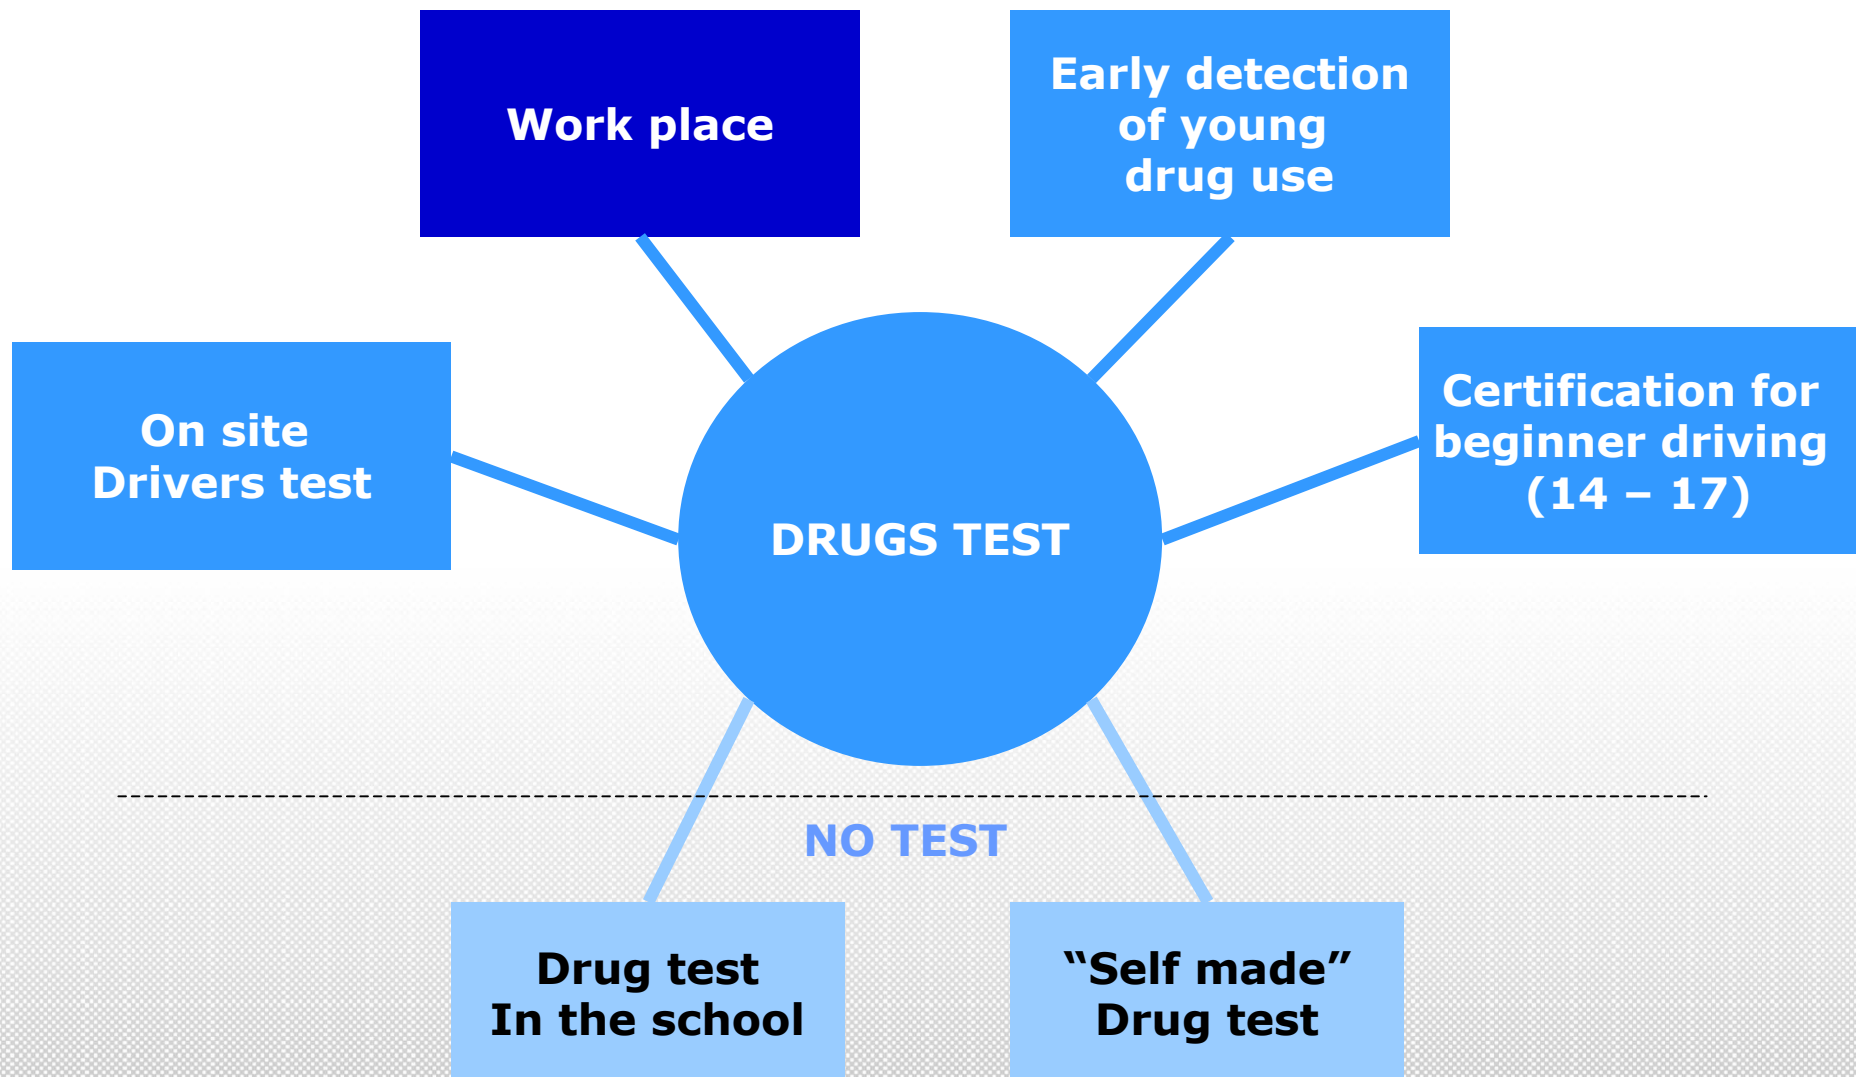 Work place
Early detection
of young
drug use
On site
Drivers test
Certification for
beginner driving
(14 – 17)
DRUGS TEST
NO TEST
Drug test
In the school
“Self made”
Drug test